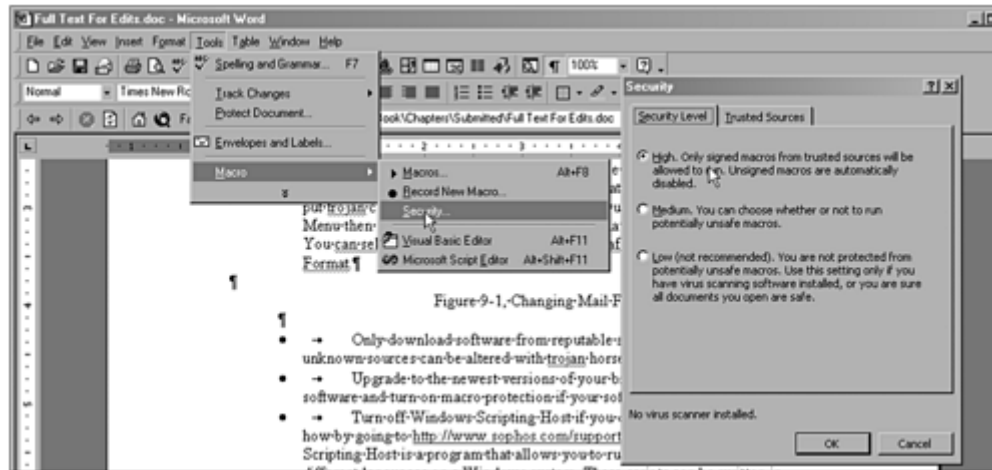 Full Text For Edits.doc - Microsoft Word
File Edit View Insert Format Tools Table Window Help
100%
Normal Times New Ro
ook\Chapters\Submitted\Full Text For Edits.doc
Spelling and Grammar... F7
Track Changes
Protect Document...
Envelopes and Labels...
Macro
Macros... Alt+F8
Record New Macro...
Security...
Visual Basic Editor Alt+F11
Microsoft Script Editor Alt+Shift+F11
put·trojan·c
Menu·then·
You·can·sel
Format.¶
¶
Figure·9-1,·Changing·Mail·F
¶
• → Only·download·software·from·reputable·
unknown·sources·can·be·altered·with·trojan·horse
• → Upgrade·to·the·newest·versions·of·your·b
software·and·turn·on·macro·protection·if·your·sof
• → Turn·off·Windows·Scripting·Host·if·you·
how·by·going·to·http://www.sophos.com/support
Scripting·Host·is·a·program·that·allows·you·to·ru
Security
Security Level Trusted Sources
High. Only signed macros from trusted sources will be
allowed to run. Unsigned macros are automatically
disabled.
Medium. You can choose whether or not to run
potentially unsafe macros.
Low (not recommended). You are not protected from
potentially unsafe macros. Use this setting only if you
have virus scanning software installed, or you are sure
all documents you open are safe.
No virus scanner installed.
OK Cancel